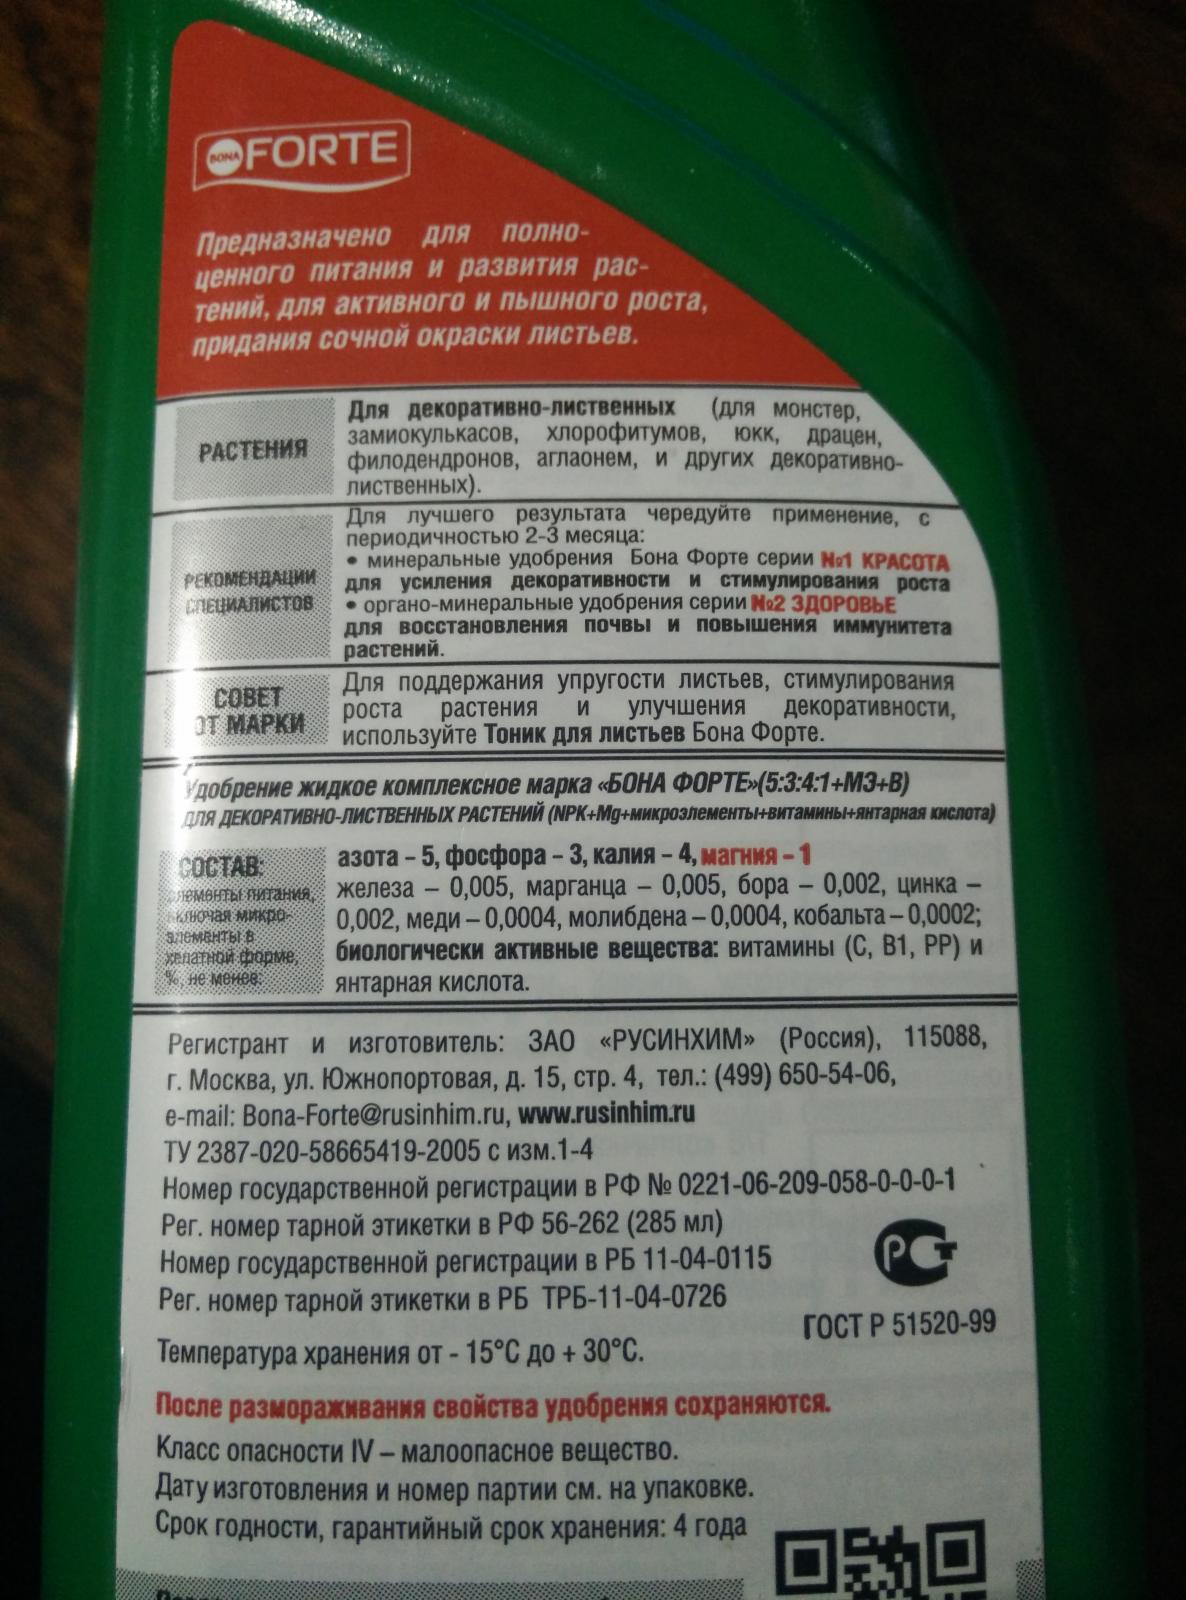 BONA FORTE
Предназначено для полно-
ценного питания и развития рас-
тений, для активного и пышного роста,
придания сочной окраски листьев.
РАСТЕНИЯ
Для декоративно-лиственных (для монстер,
замиокулькасов, хлорофитумов, юкк, драцен,
филодендронов, аглаонем, и других декоративно-
лиственных).
РЕКОМЕНДАЦИИ
СПЕЦИАЛИСТОВ
Для лучшего результата чередуйте применение, с
периодичностью 2-3 месяца:
• минеральные удобрения Бона Форте серии №1 КРАСОТА
для усиления декоративности и стимулирования роста
• органо-минеральные удобрения серии №2 ЗДОРОВЬЕ
для восстановления почвы и повышения иммунитета
растений.
СОВЕТ
ОТ МАРКИ
Для поддержания упругости листьев, стимулирования
роста растения и улучшения декоративности,
используйте Тоник для листьев Бона Форте.
Удобрение жидкое комплексное марка «БОНА ФОРТЕ»(5:3:4:1+МЭ+В)
ДЛЯ ДЕКОРАТИВНО-ЛИСТВЕННЫХ РАСТЕНИЙ (NPK+Mg+микроэлементы+витамины+янтарная кислота)
СОСТАВ:
элементы питания,
включая микро-
элементы в
хелатной форме,
%, не менее:
азота – 5, фосфора – 3, калия – 4, магния – 1
железа – 0,005, марганца – 0,005, бора – 0,002, цинка –
0,002, меди – 0,0004, молибдена – 0,0004, кобальта – 0,0002;
биологически активные вещества: витамины (С, В1, РР) и
янтарная кислота.
Регистрант и изготовитель: ЗАО «РУСИНХИМ» (Россия), 115088,
г. Москва, ул. Южнопортовая, д. 15, стр. 4, тел.: (499) 650-54-06,
e-mail: Bona-Forte@rusinhim.ru, www.rusinhim.ru
ТУ 2387-020-58665419-2005 с изм.1-4
Номер государственной регистрации в РФ № 0221-06-209-058-0-0-0-1
Рег. номер тарной этикетки в РФ 56-262 (285 мл)
Номер государственной регистрации в РБ 11-04-0115
Рег. номер тарной этикетки в РБ ТРБ-11-04-0726
РСТ
ГОСТ Р 51520-99
Температура хранения от - 15°С до + 30°С.
После размораживания свойства удобрения сохраняются.
Класс опасности IV – малоопасное вещество.
Дату изготовления и номер партии см. на упаковке.
Срок годности, гарантийный срок хранения: 4 года